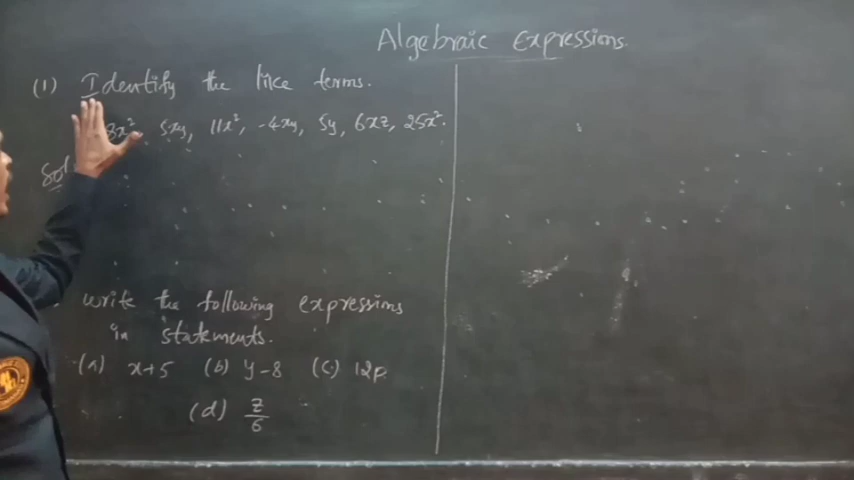 Algebraic Expressions.
(1) Identify the like terms.
3x², 5xy, 11x², -4xy, 5y, 6xz, 25x².
Sol
write the following expressions
in statements.
(a) x+5 (b) y-8 (c) 12p
(d) z/6